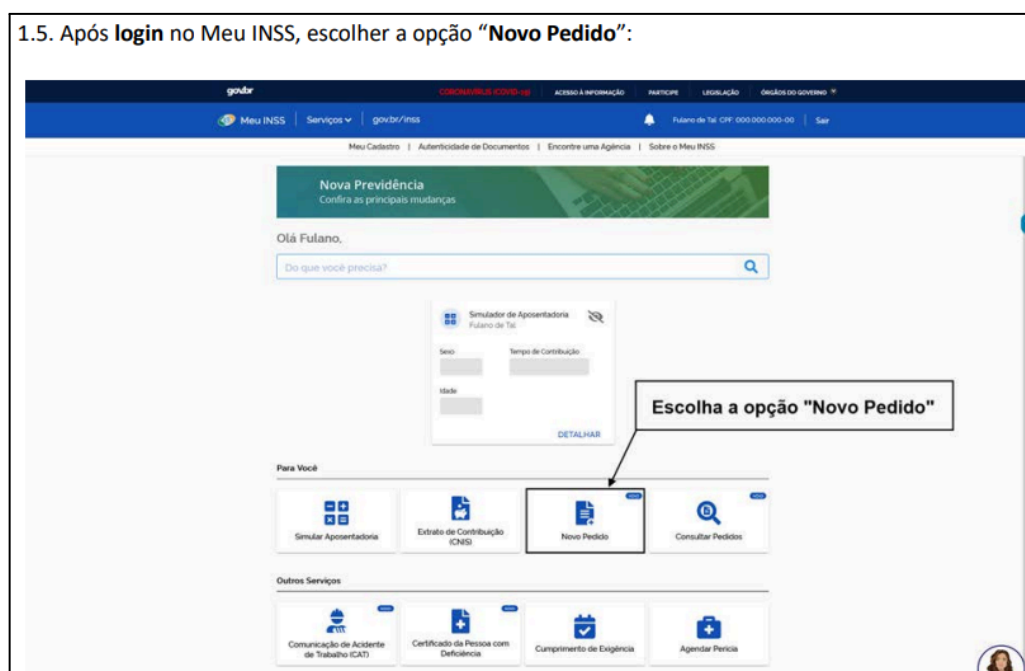 1.5. Após login no Meu INSS, escolher a opção “Novo Pedido”:
govbr
CORONAVÍRUS (COVID-19) ACESSO À INFORMAÇÃO PARTICIPE LEGISLAÇÃO ÓRGÃOS DO GOVERNO
Meu INSS Serviços gov.br/inss Fulano de Tal CPF: 000.000.000-00 Sair
Meu Cadastro | Autenticidade de Documentos | Encontre uma Agência | Sobre o Meu INSS
Nova Previdência
Confira as principais mudanças
Olá Fulano,
Do que você precisa?
Simulador de Aposentadoria
Fulano de Tal
Sexo Tempo de Contribuição:
Idade
DETALHAR
Escolha a opção "Novo Pedido"
Para Você
Simular Aposentadoria
Extrato de Contribuição
(CNIS)
Novo Pedido
Consultar Pedidos
Outros Serviços
Comunicação de Acidente
de Trabalho (CAT)
Certificado da Pessoa com
Deficiência
Cumprimento de Exigência
Agendar Perícia